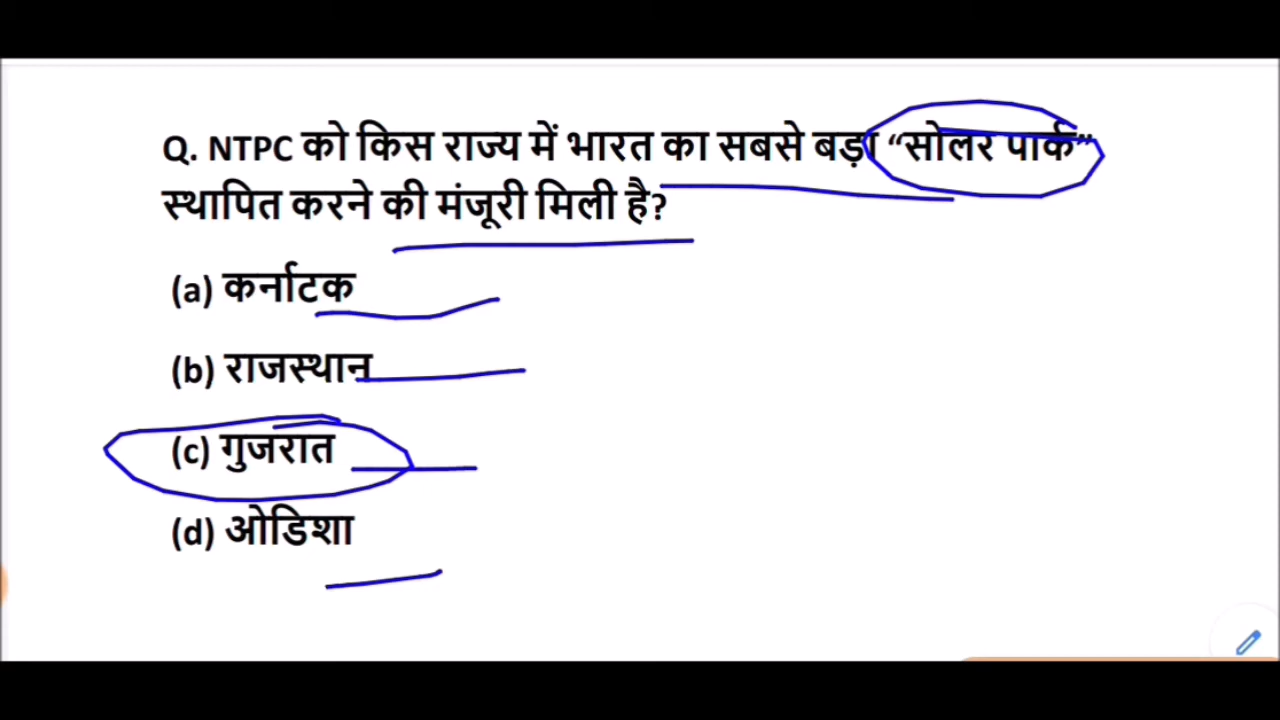 Q. NTPC को किस राज्य में भारत का सबसे बड़ा “सोलर पार्क”
स्थापित करने की मंजूरी मिली है?
(a) कर्नाटक
(b) राजस्थान
(c) गुजरात
(d) ओडिशा